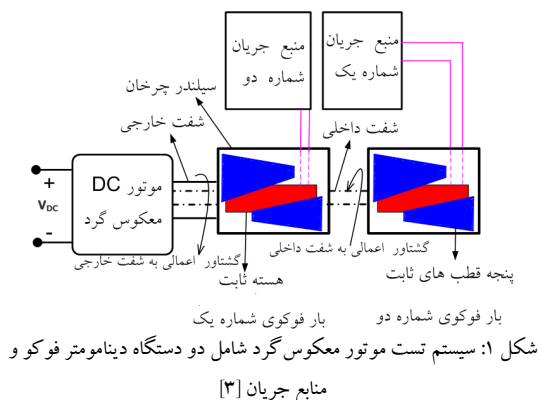 منبع جریان
شماره دو
منبع جریان
شماره یک
سیلندر چرخان
شفت خارجی
شفت داخلی
+
VDC
-
موتور DC
معکوس گرد
گشتاور اعمالی به شفت خارجی
گشتاور اعمالی به شفت داخلی
هسته ثابت
پنجه قطب های ثابت
بار فوکوی شماره یک
بار فوکوی شماره دو
شکل ۱: سیستم تست موتور معکوس گرد شامل دو دستگاه دینامومتر فوکو و
منابع جریان [۳]